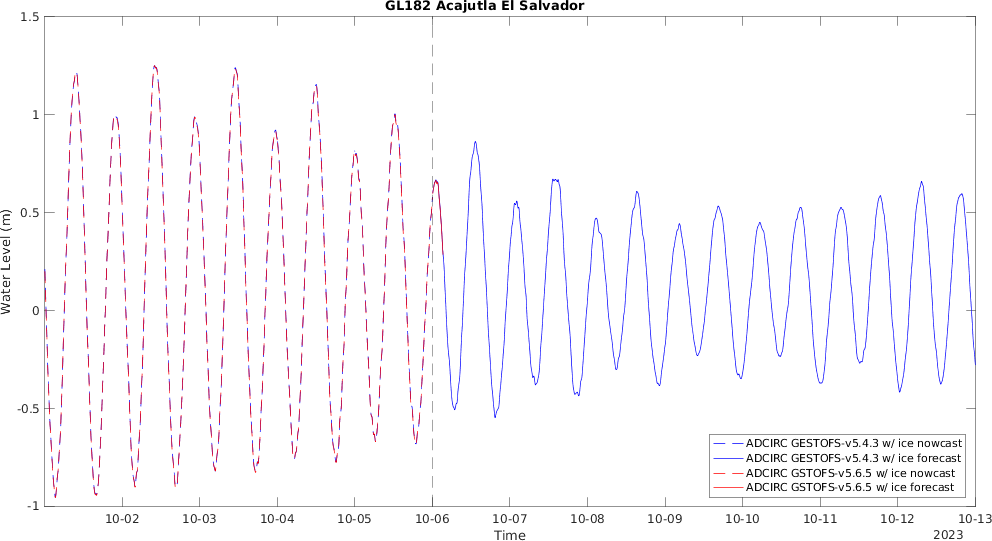 GL182 Acajutla El Salvador
1.5
1
0.5
0
-0.5
-1
Water Level (m)
10-02 10-03 10-04 10-05 10-06 10-07 10-08 10-09 10-10 10-11 10-12 10-13
Time
2023
ADCIRC GESTOFS-v5.4.3 w/ ice nowcast
ADCIRC GESTOFS-v5.4.3 w/ ice forecast
ADCIRC GSTOFS-v5.6.5 w/ ice nowcast
ADCIRC GSTOFS-v5.6.5 w/ ice forecast